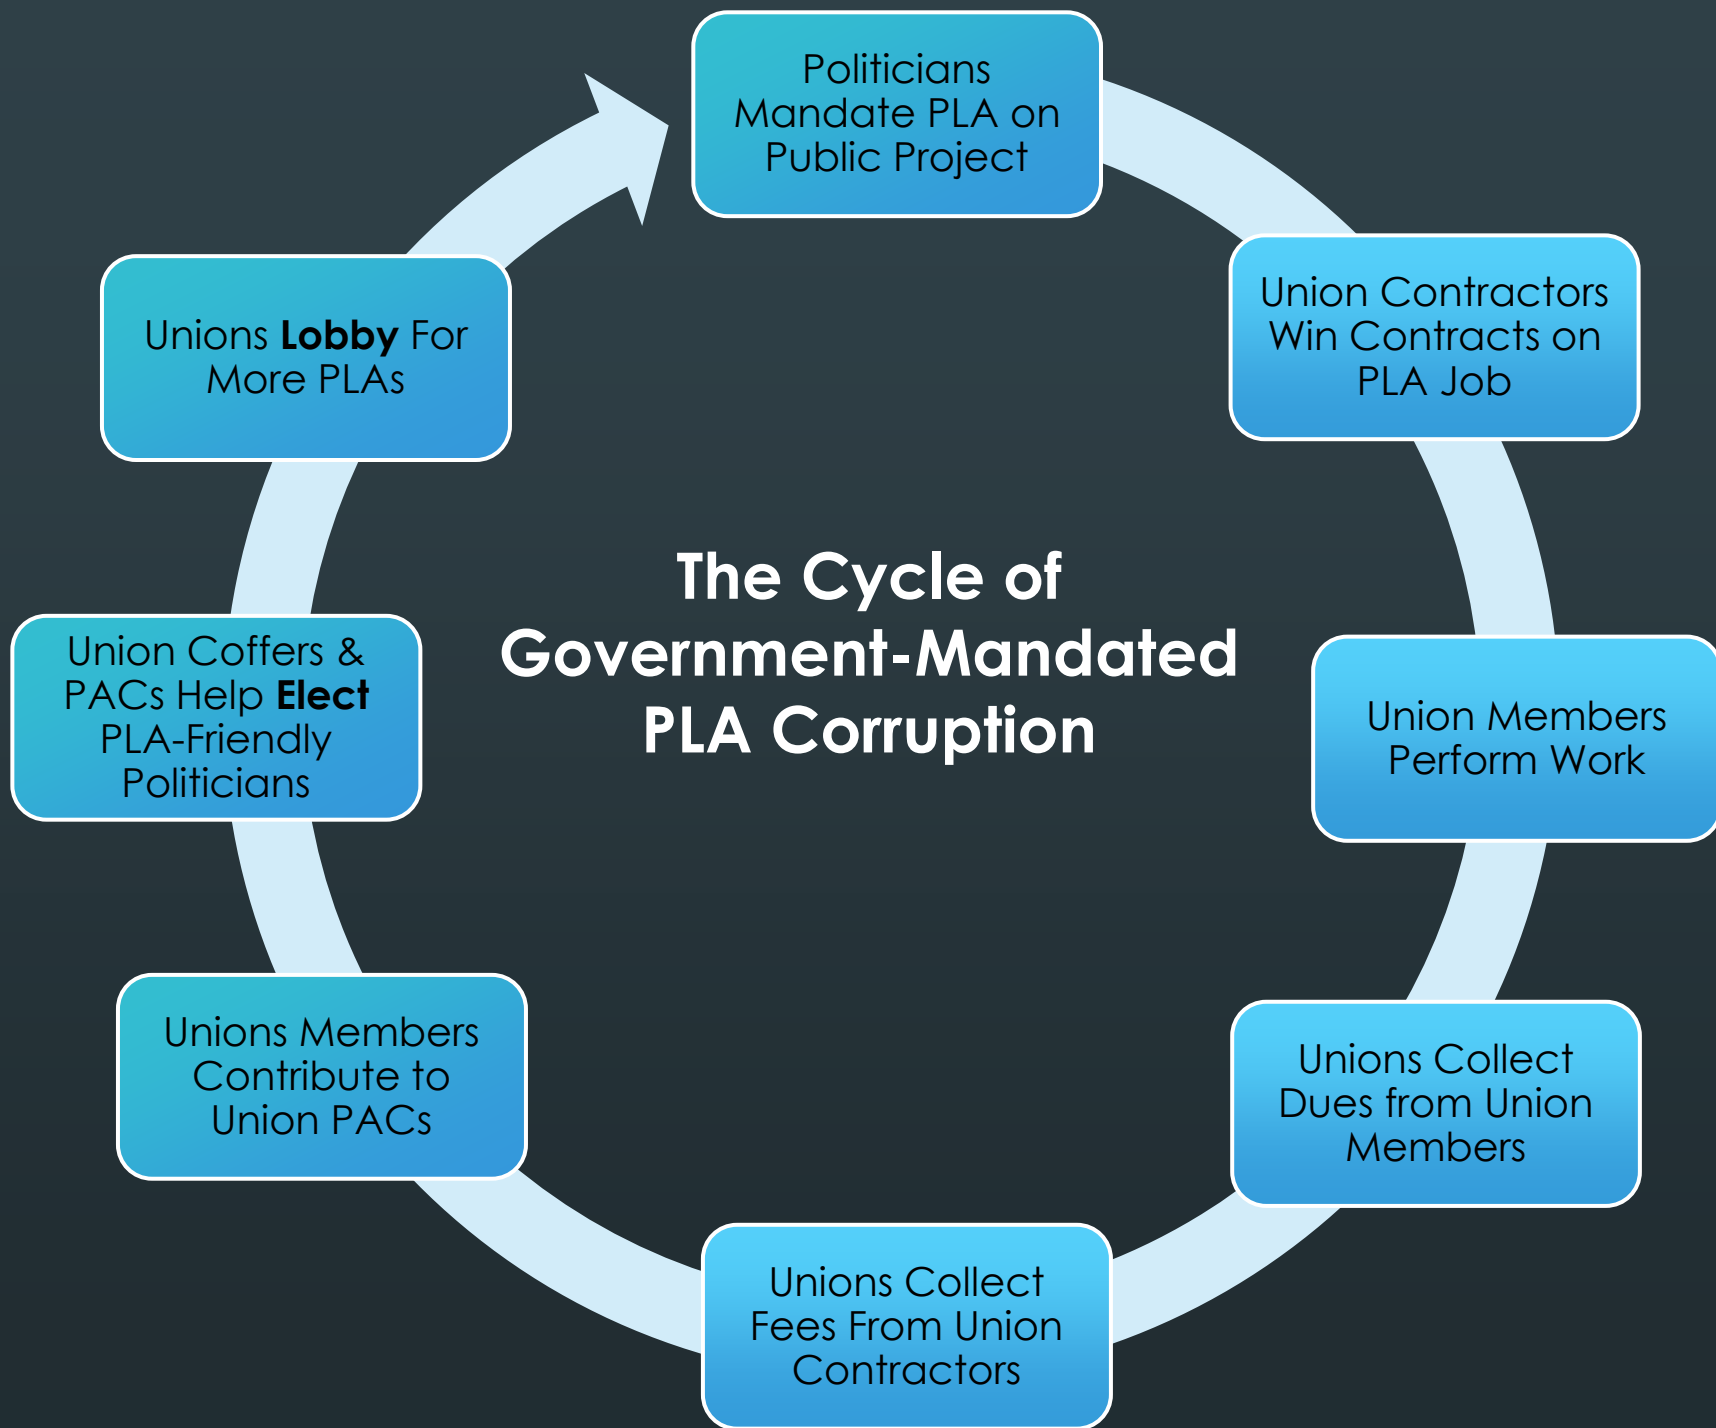 Politicians
Mandate PLA on
Public Project
Union Contractors
Win Contracts on
PLA Job
Union Members
Perform Work
Unions Collect
Dues from Union
Members
Unions Collect
Fees From Union
Contractors
Unions Members
Contribute to
Union PACs
Union Coffers &
PACs Help Elect
PLA-Friendly
Politicians
Unions Lobby For
More PLAs
The Cycle of
Government-Mandated
PLA Corruption